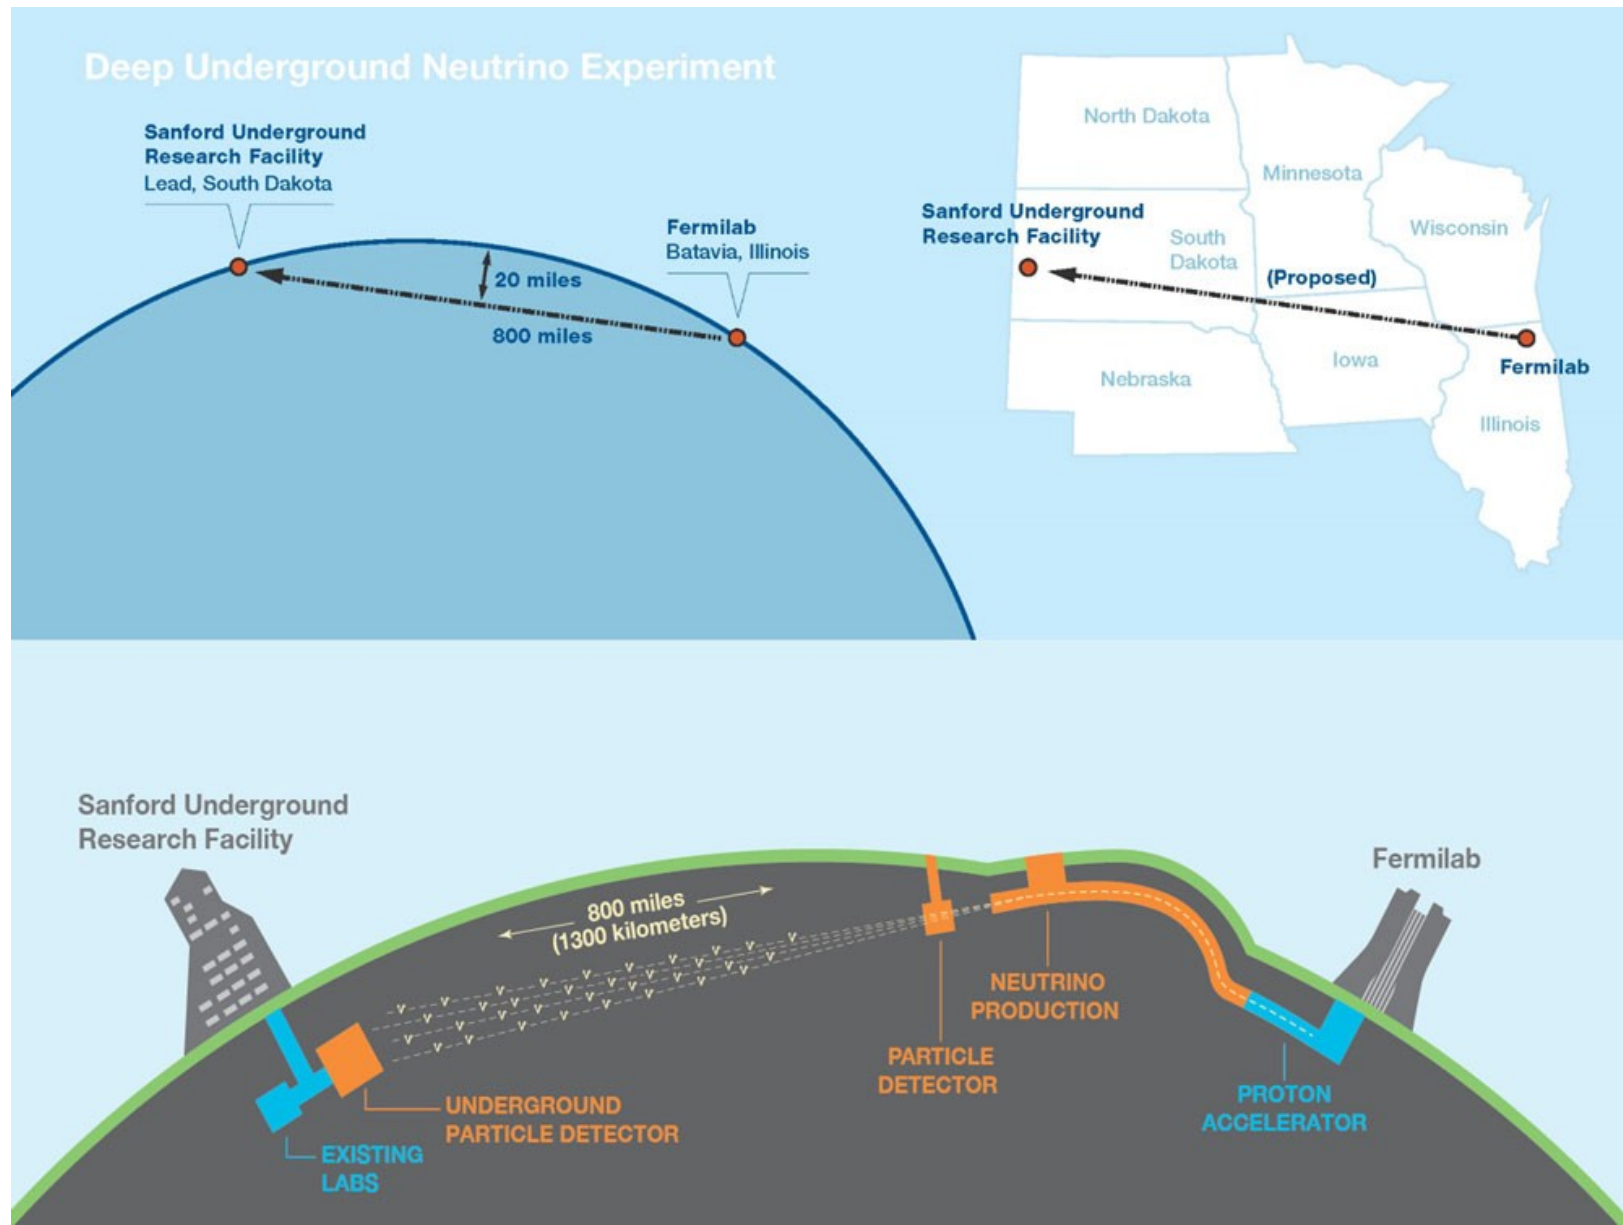 Deep Underground Neutrino Experiment
Sanford Underground
Research Facility
Lead, South Dakota
Fermilab
Batavia, Illinois
20 miles
800 miles
North Dakota
Minnesota
Sanford Underground
Research Facility
South
Dakota
Wisconsin
(Proposed)
Iowa
Fermilab
Nebraska
Illinois
Sanford Underground
Research Facility
Fermilab
800 miles
(1300 kilometers)
NEUTRINO
PRODUCTION
PARTICLE
DETECTOR
PROTON
ACCELERATOR
UNDERGROUND
PARTICLE DETECTOR
EXISTING
LABS